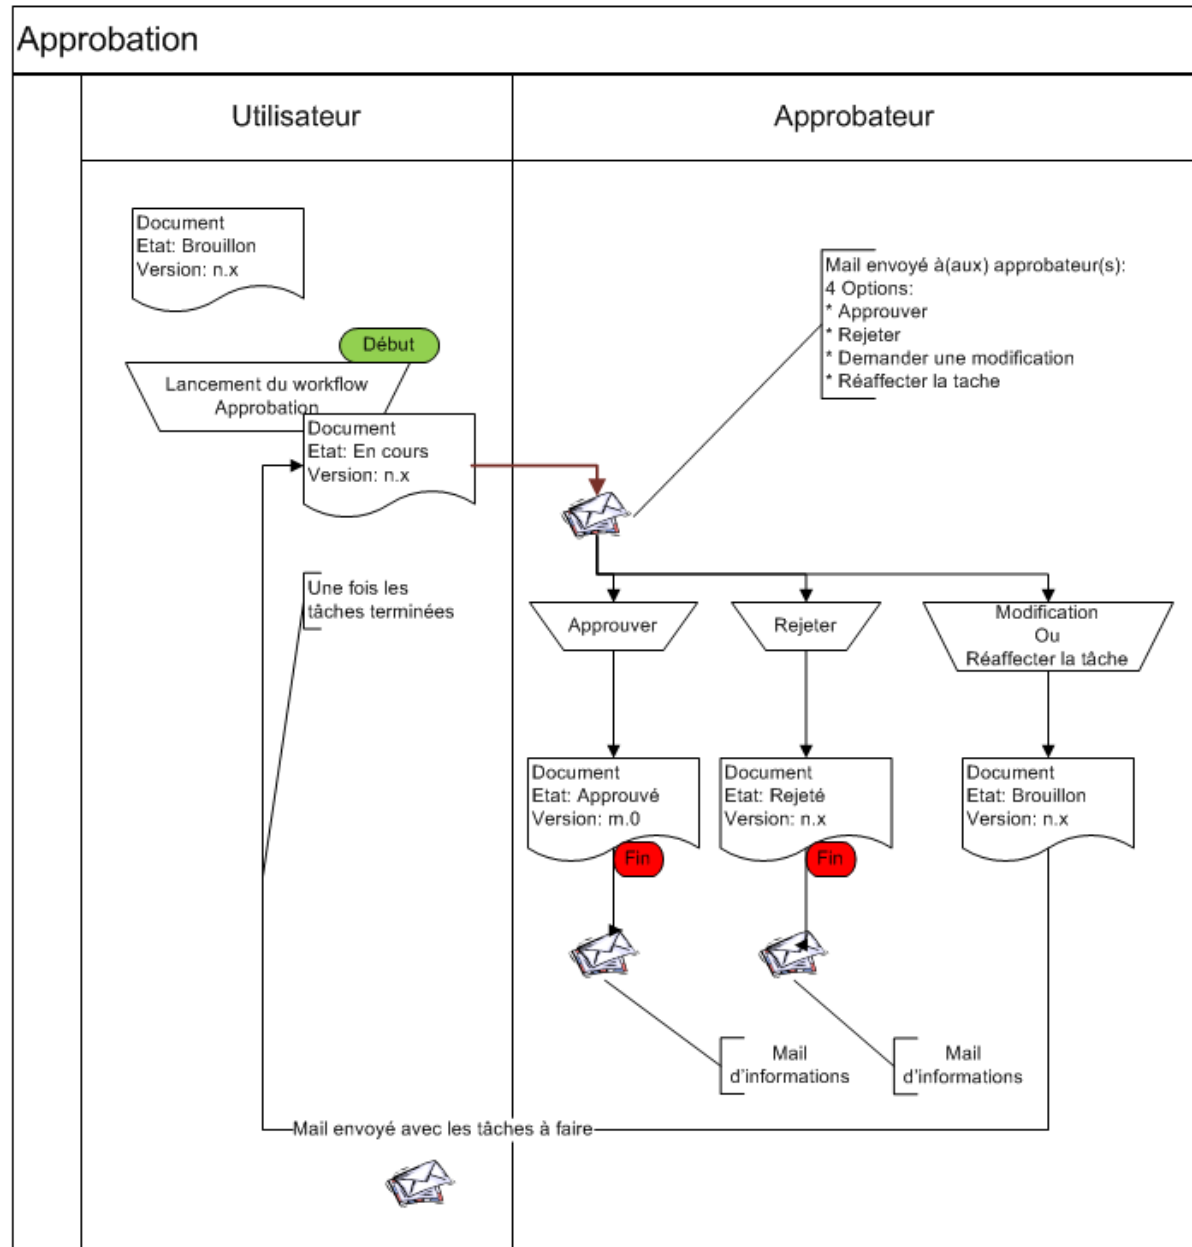 Approbation
Utilisateur
Approbateur
Document
Etat: Brouillon
Version: n.x
Début
Lancement du workflow
Approbation
Document
Etat: En cours
Version: n.x
Mail envoyé à(aux) approbateur(s):
4 Options:
* Approuver
* Rejeter
* Demander une modification
* Réaffecter la tache
Une fois les
tâches terminées
Approuver
Rejeter
Modification
Ou
Réaffecter la tâche
Document
Etat: Approuvé
Version: m.0
Fin
Document
Etat: Rejeté
Version: n.x
Fin
Document
Etat: Brouillon
Version: n.x
Mail
d'informations
Mail
d'informations
Mail envoyé avec les tâches à faire